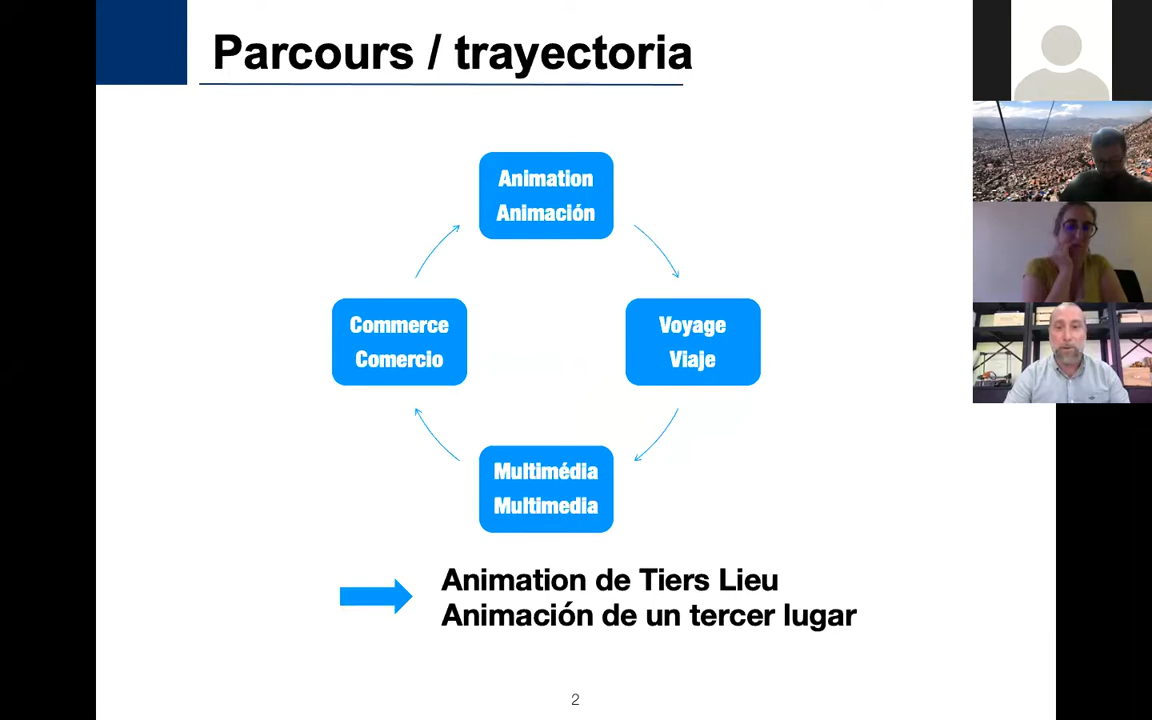 Parcours / trayectoria
Animation
Animación
Commerce
Comercio
Voyage
Viaje
Multimédia
Multimedia
Animation de Tiers Lieu
Animación de un tercer lugar
2